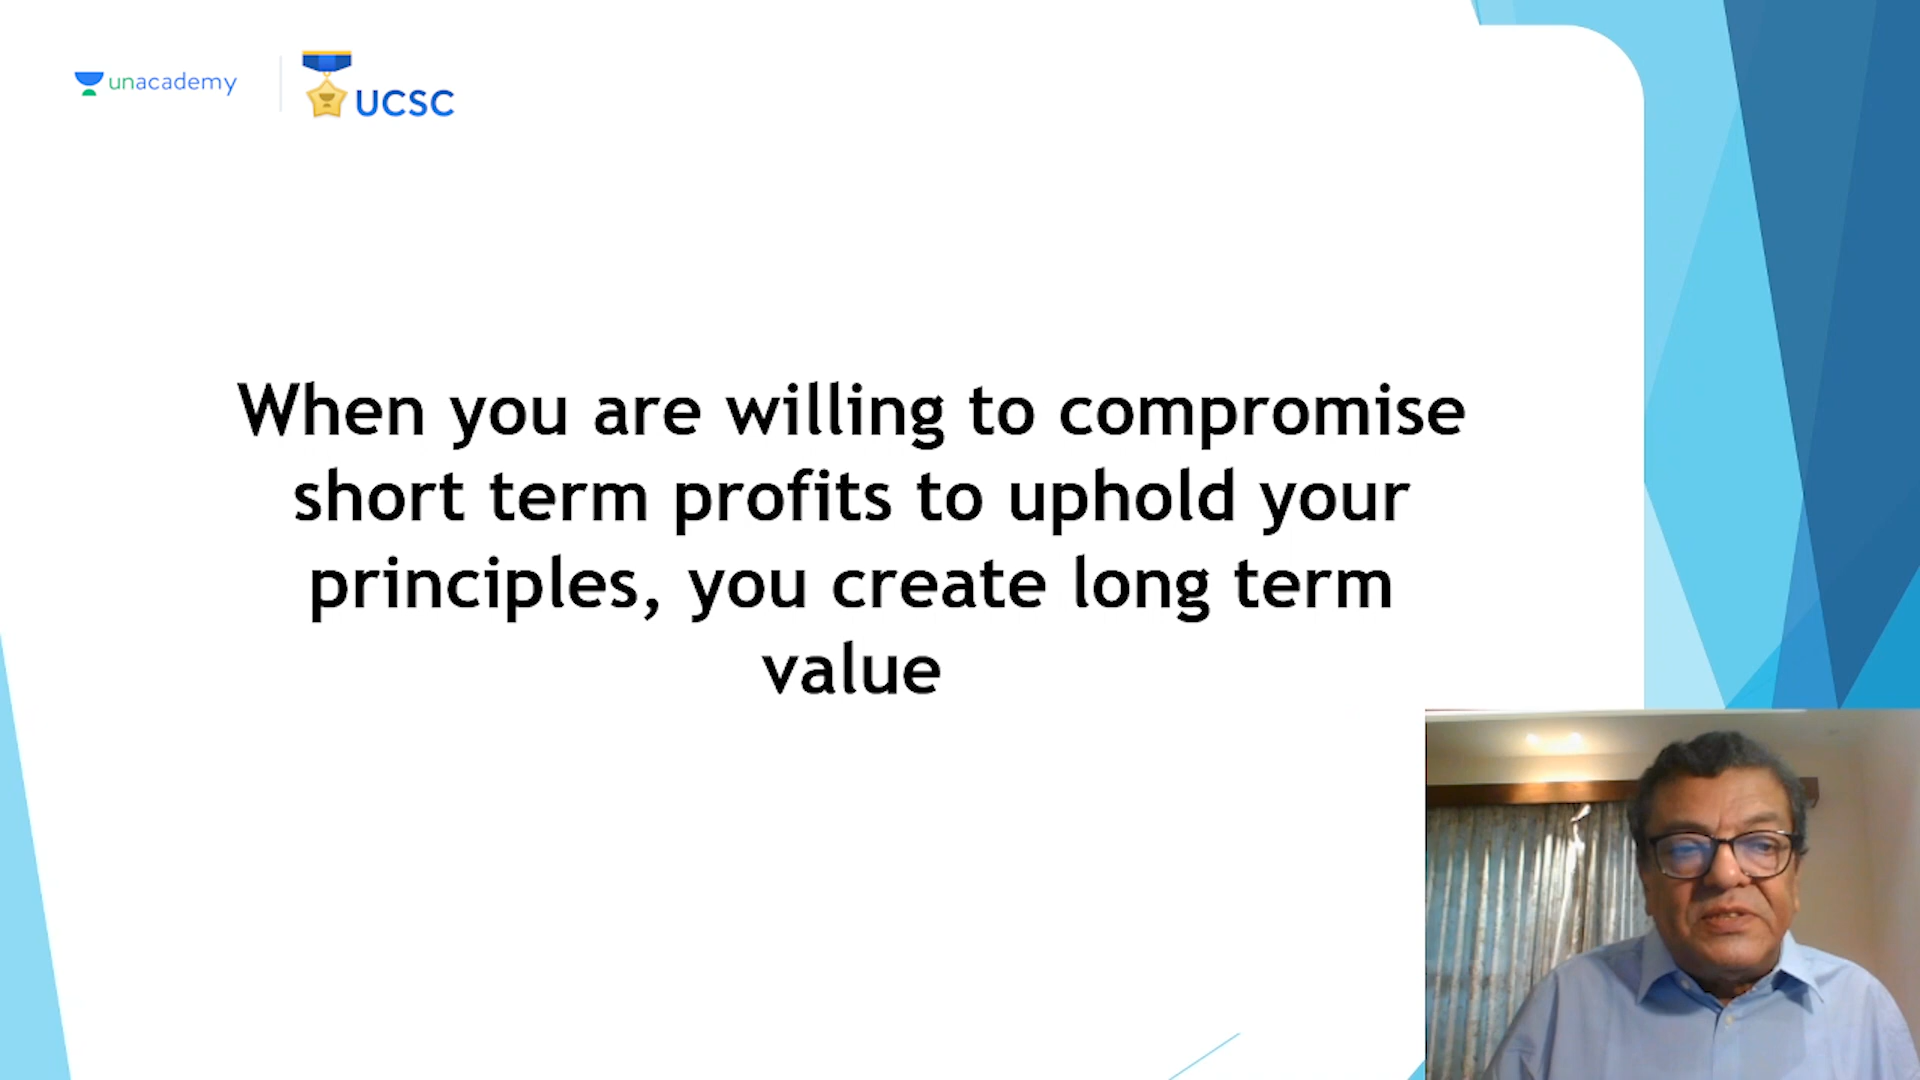 unacademy
UCSC
When you are willing to compromise
short term profits to uphold your
principles, you create long term
value